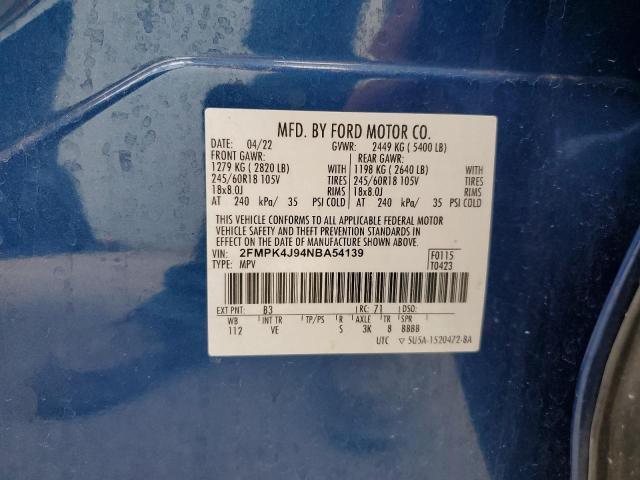 MFD. BY FORD MOTOR CO.
DATE: 04/22 GVWR: 2449 KG ( 5400 LB)
FRONT GAWR: REAR GAWR:
1279 KG ( 2820 LB) 1198 KG ( 2640 LB)
245/60R18 105V TIRES 245/60R18 105V TIRES
18x8.0J RIMS 18x8.0J RIMS
AT 240 kPa/ 35 PSI COLD AT 240 kPa/ 35 PSI COLD
THIS VEHICLE CONFORMS TO ALL APPLICABLE FEDERAL MOTOR
VEHICLE SAFETY AND THEFT PREVENTION STANDARDS IN
EFFECT ON THE DATE OF MANUFACTURE SHOWN ABOVE.
VIN: 2FMPK4J94NBA54139 F0115
TYPE: MPV T0423
EXT PNT: B3 RC: 71 DSO:
WB INT TR TP/PS R AXLE TR SPR
112 VE S 3K 8 BBBB
UTC ▽ 5U5A-1520472-BA